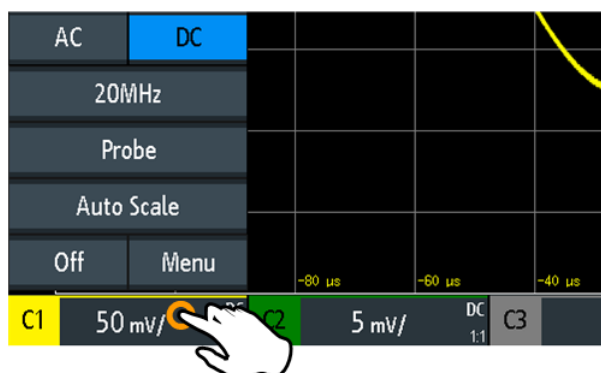 AC DC
20MHz
Probe
Auto Scale
Off Menu
-80 µs -60 µs -40 µs
C1 50 mV/ C2 5 mV/ DC C3
1:1